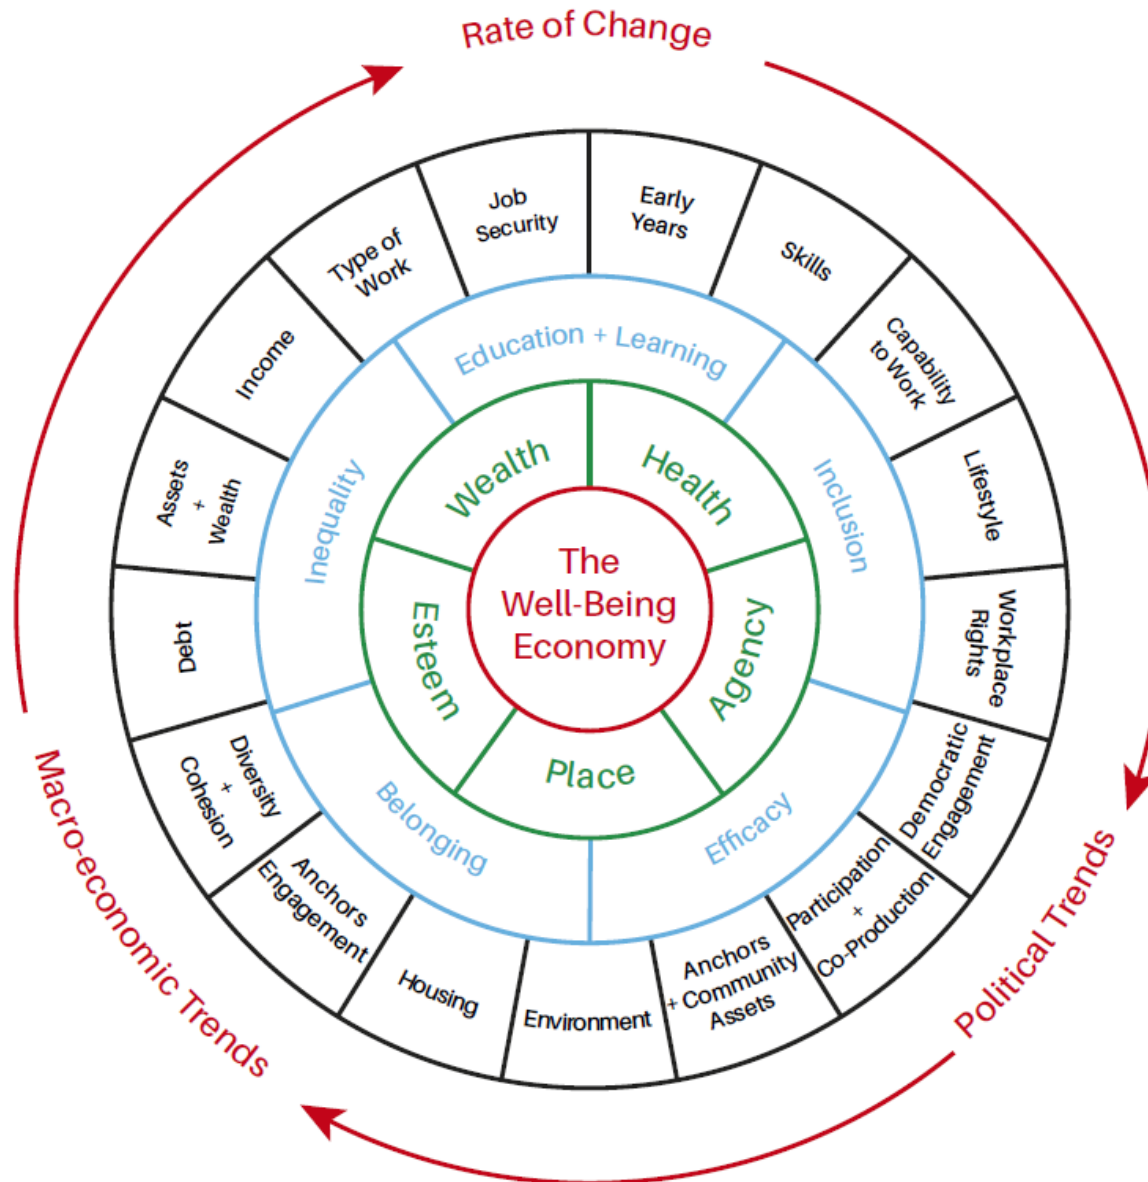 Rate of Change
Political Trends
Macro-economic Trends
Early
Years
Skills
Capability
to Work
Lifestyle
Workplace
Rights
Democratic
Engagement
Participation
+
Co-Production
Anchors
+ Community
Assets
Environment
Housing
Anchors
Engagement
Diversity
+
Cohesion
Debt
Assets
+
Wealth
Income
Type of
Work
Job
Security
Education + Learning
Inclusion
Efficacy
Belonging
Inequality
Wealth
Health
Agency
Place
Esteem
The
Well-Being
Economy